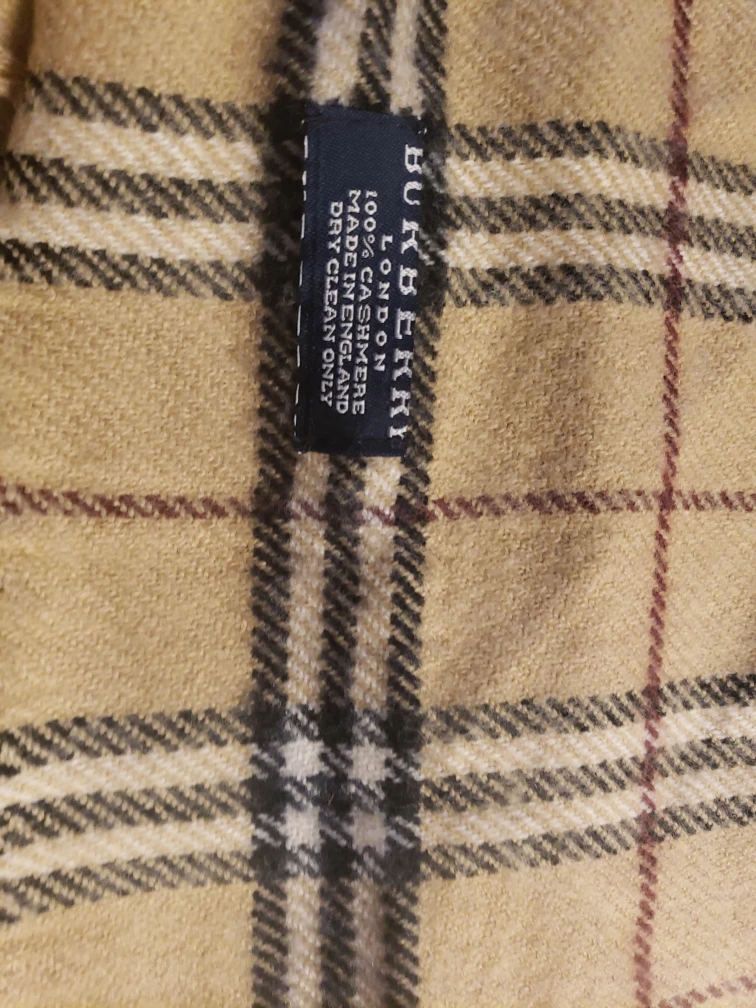 BURBERRY
LONDON
100% CASHMERE
MADE IN ENGLAND
DRY CLEAN ONLY